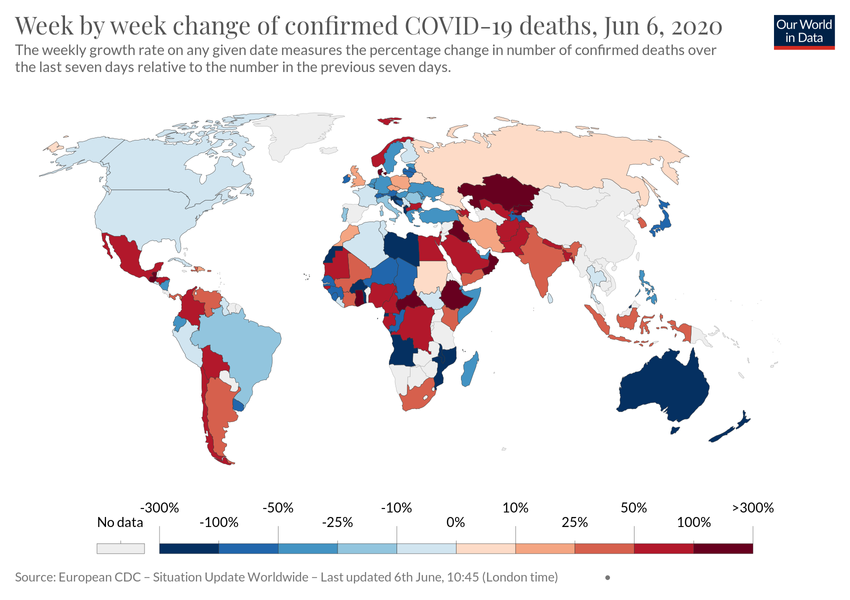 Week by week change of confirmed COVID-19 deaths, Jun 6, 2020
Our World
in Data
The weekly growth rate on any given date measures the percentage change in number of confirmed deaths over
the last seven days relative to the number in the previous seven days.
-300% -50% -10% 10% 50% >300%
No data -100% -25% 0% 25% 100%
Source: European CDC – Situation Update Worldwide – Last updated 6th June, 10:45 (London time) •